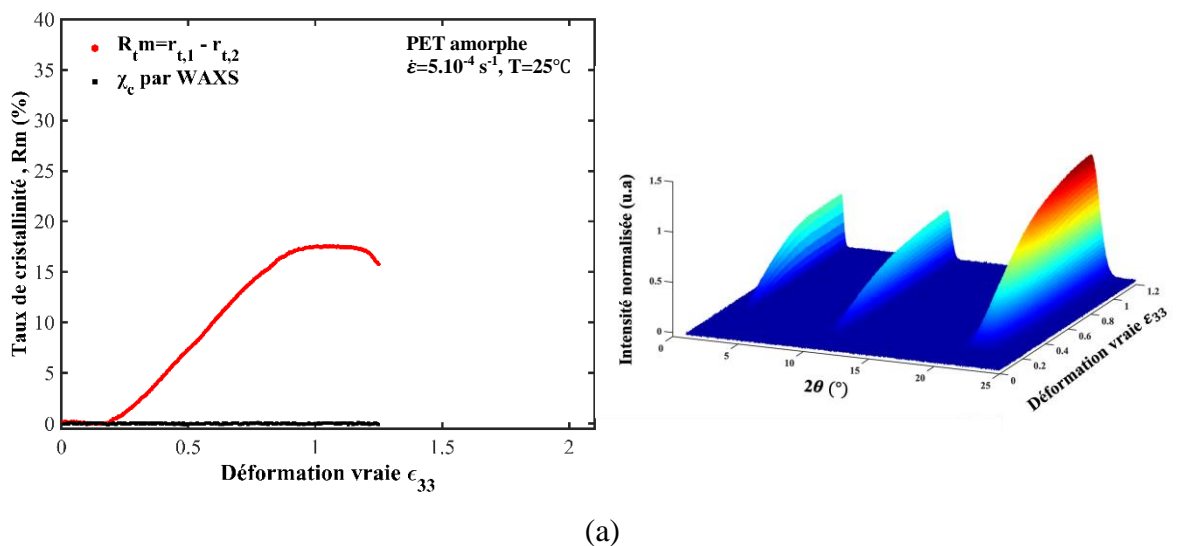 R_tm=r_t,1 - r_t,2
χ_c par WAXS
PET amorphe
ε̇=5.10^-4 s^-1, T=25℃
Taux de cristallinité , Rm (%)
40
35
30
25
20
15
10
5
0
0 0.5 1 1.5 2
Déformation vraie ϵ_33
Intensité normalisée (u.a)
1.5
1
0.5
0
0 5 10 15 20 25
2θ (°)
0 0.2 0.4 0.6 0.8 1 1.2
Déformation vraie ε_33
(a)